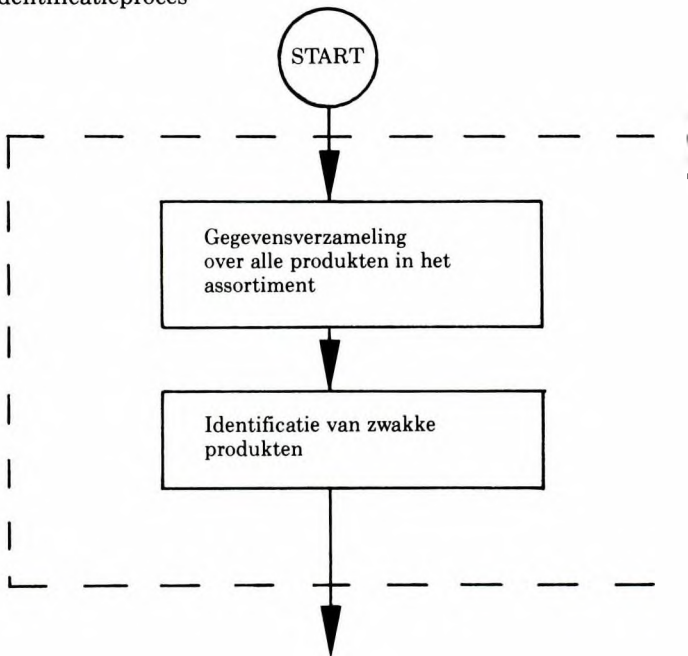 START
Gegevensverzameling
over alle produkten in het
assortiment
Identificatie van zwakke
produkten